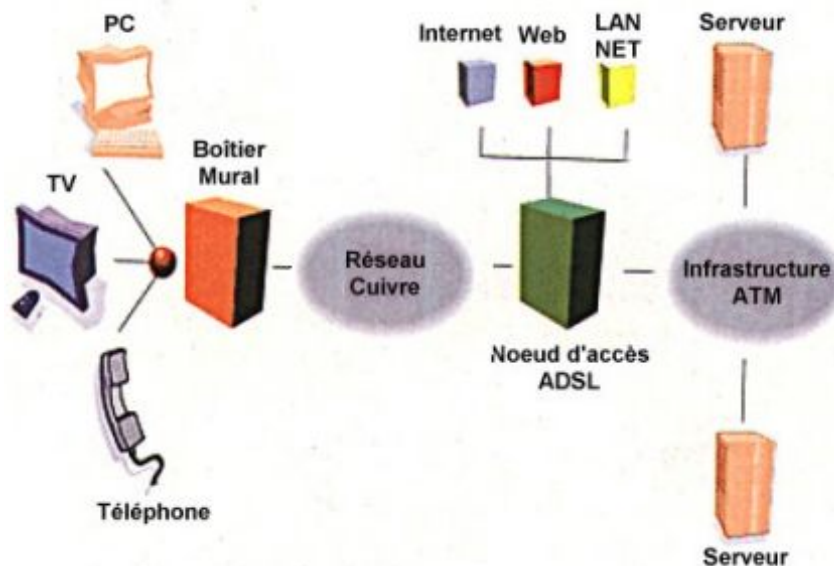 PC
Internet
Web
LAN
NET
Serveur
Boîtier
Mural
TV
Réseau
Cuivre
Infrastructure
ATM
Noeud d'accès
ADSL
Téléphone
Serveur